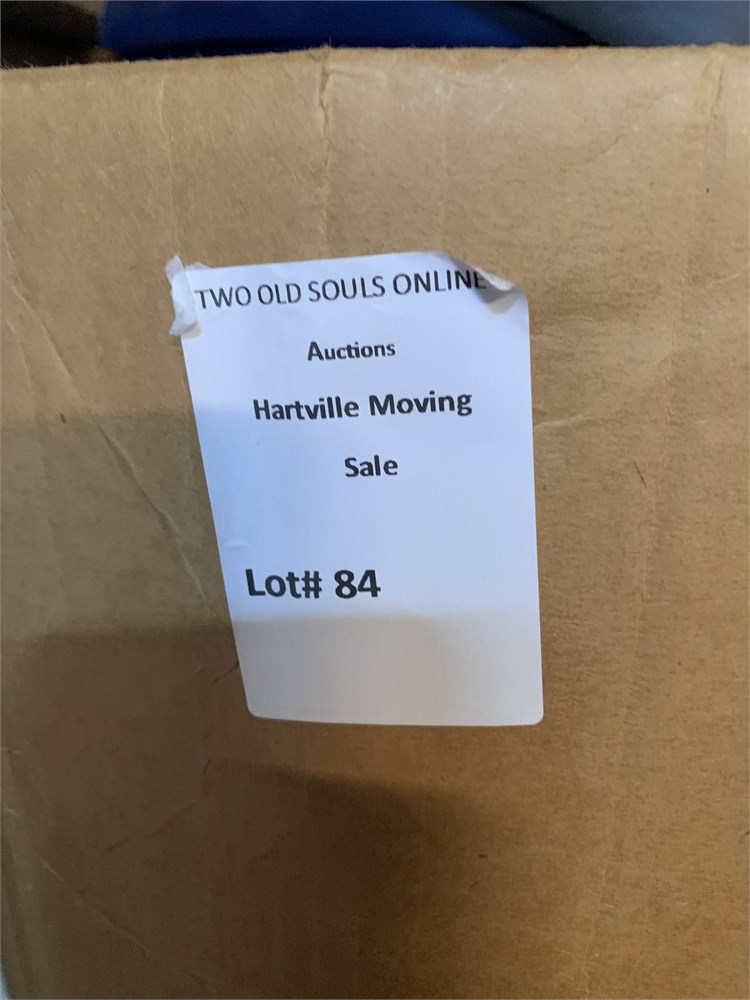 TWO OLD SOULS ONLINE
Auctions
Hartville Moving
Sale
Lot# 84